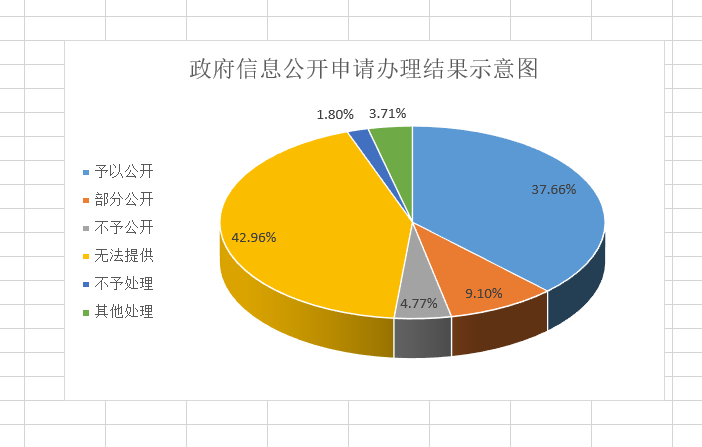 政府信息公开申请办理结果示意图
1.80%
3.71%
予以公开
部分公开
不予公开
无法提供
不予处理
其他处理
37.66%
42.96%
9.10%
4.77%